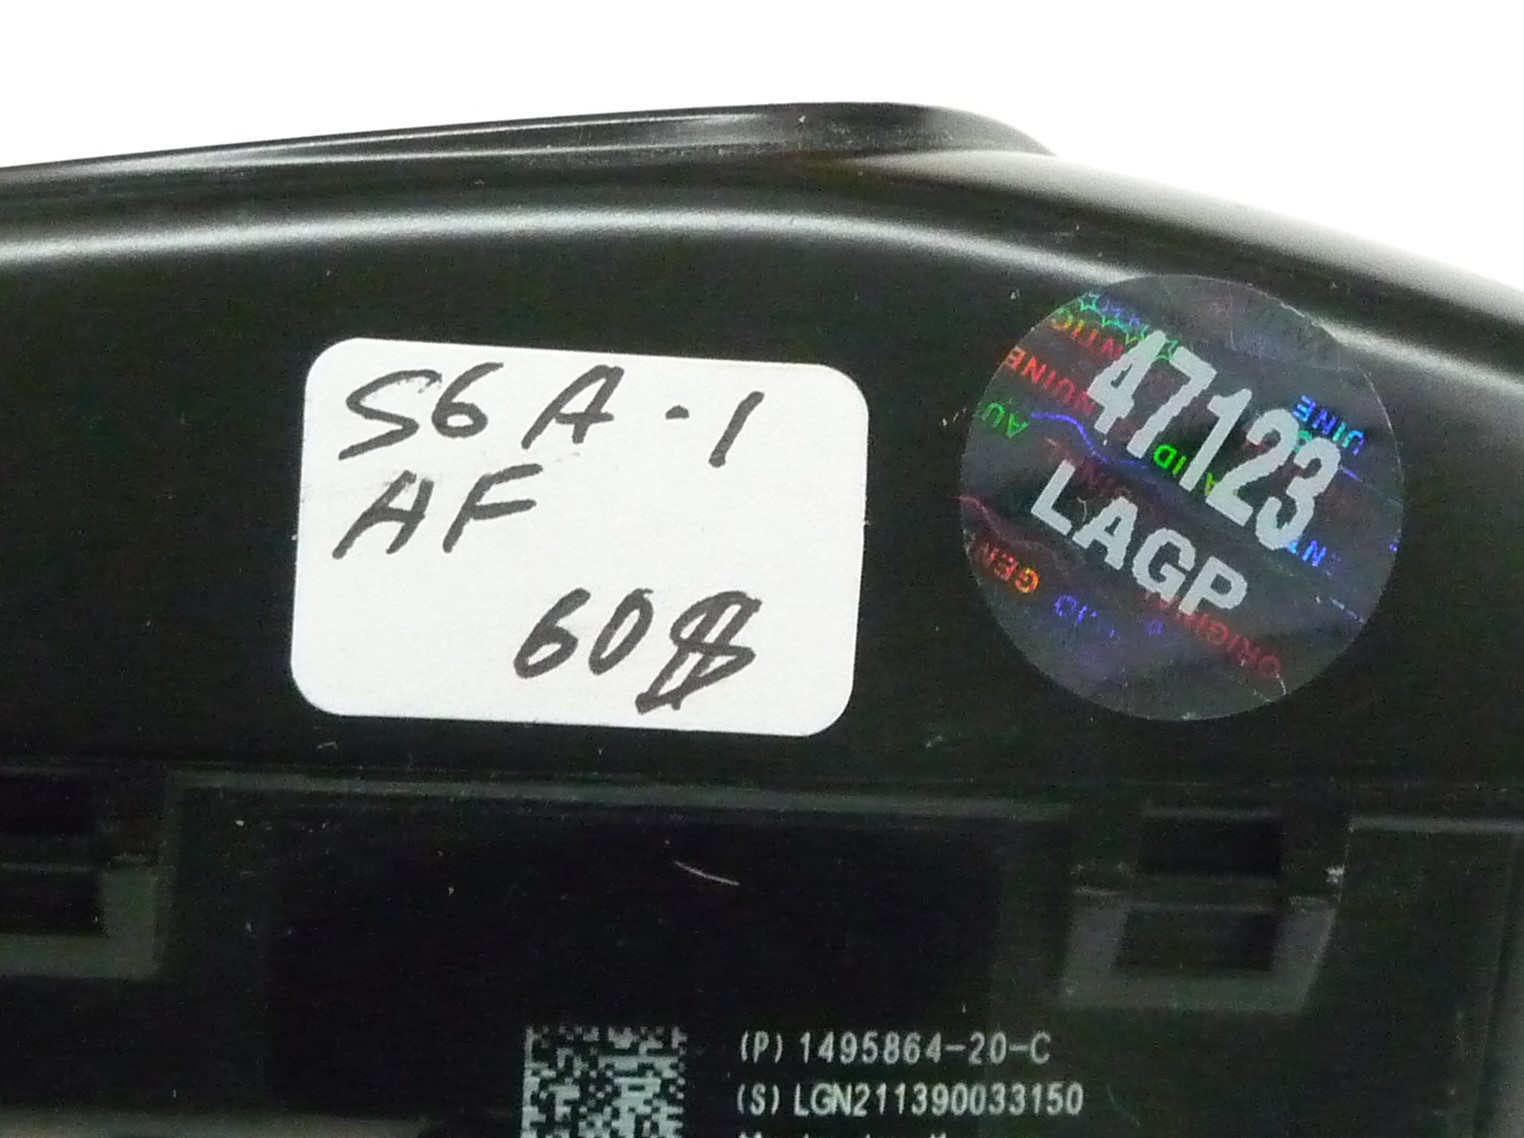 S6A-1
AF
60$
47123
LAGP
(P) 1495864-20-C
(S) LGN211390033150